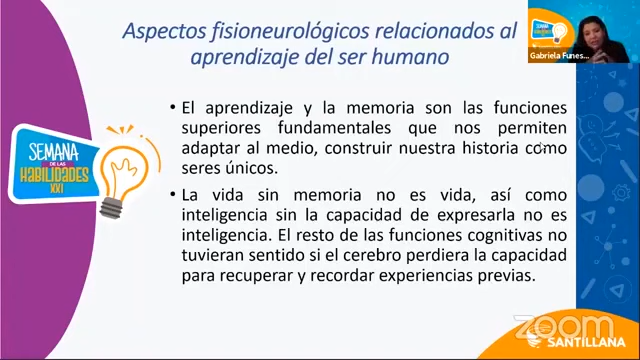 Aspectos fisioneurológicos relacionados al
aprendizaje del ser humano
• El aprendizaje y la memoria son las funciones
superiores fundamentales que nos permiten
adaptar al medio, construir nuestra historia como
seres únicos.
• La vida sin memoria no es vida, así como
inteligencia sin la capacidad de expresarla no es
inteligencia. El resto de las funciones cognitivas no
tuvieran sentido si el cerebro perdiera la capacidad
para recuperar y recordar experiencias previas.
SEMANA
DE LAS
HABILIDADES
XXI
Gabriela Funes...
zoom
SANTILLANA